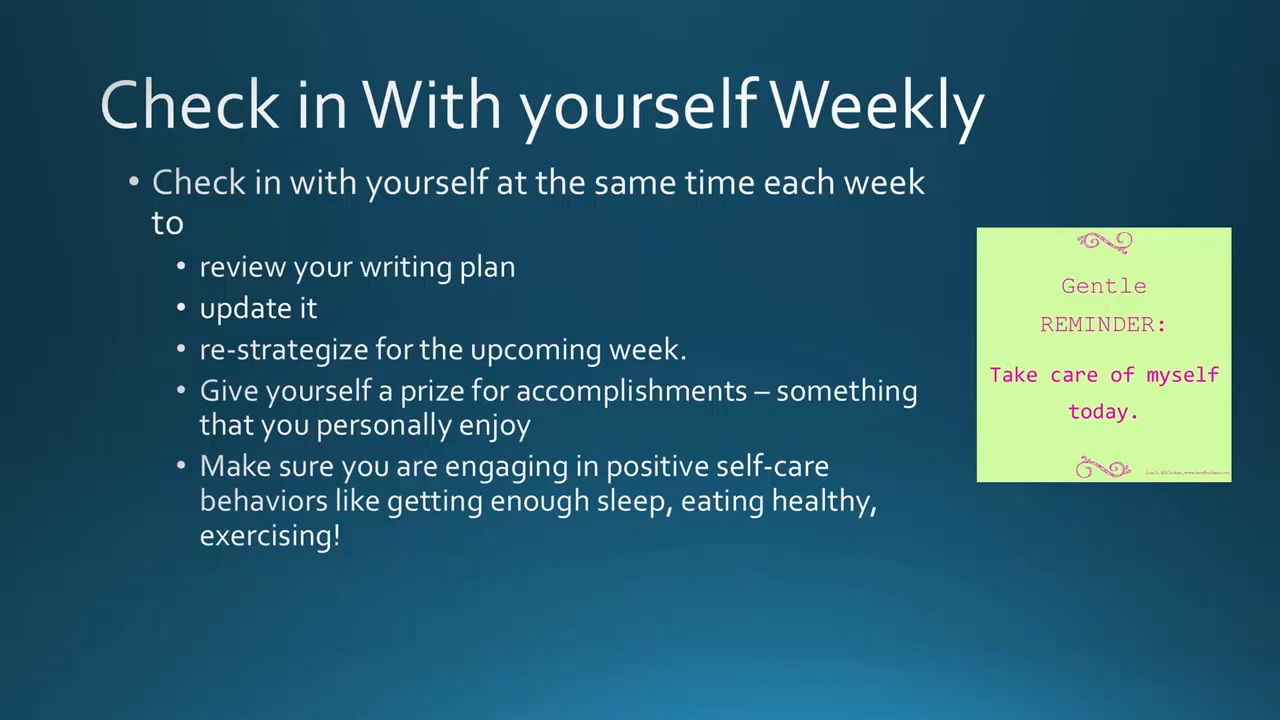 Check in With yourself Weekly
• Check in with yourself at the same time each week
to
• review your writing plan
• update it
• re-strategize for the upcoming week.
• Give yourself a prize for accomplishments – something
that you personally enjoy
• Make sure you are engaging in positive self-care
behaviors like getting enough sleep, eating healthy,
exercising!
Gentle
REMINDER:
Take care of myself
today.